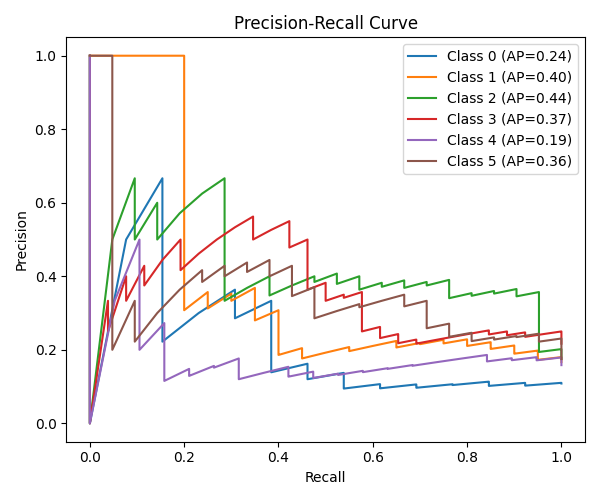 Precision-Recall Curve
Precision
1.0
0.8
0.6
0.4
0.2
0.0
Class 0 (AP=0.24)
Class 1 (AP=0.40)
Class 2 (AP=0.44)
Class 3 (AP=0.37)
Class 4 (AP=0.19)
Class 5 (AP=0.36)
0.0 0.2 0.4 0.6 0.8 1.0
Recall